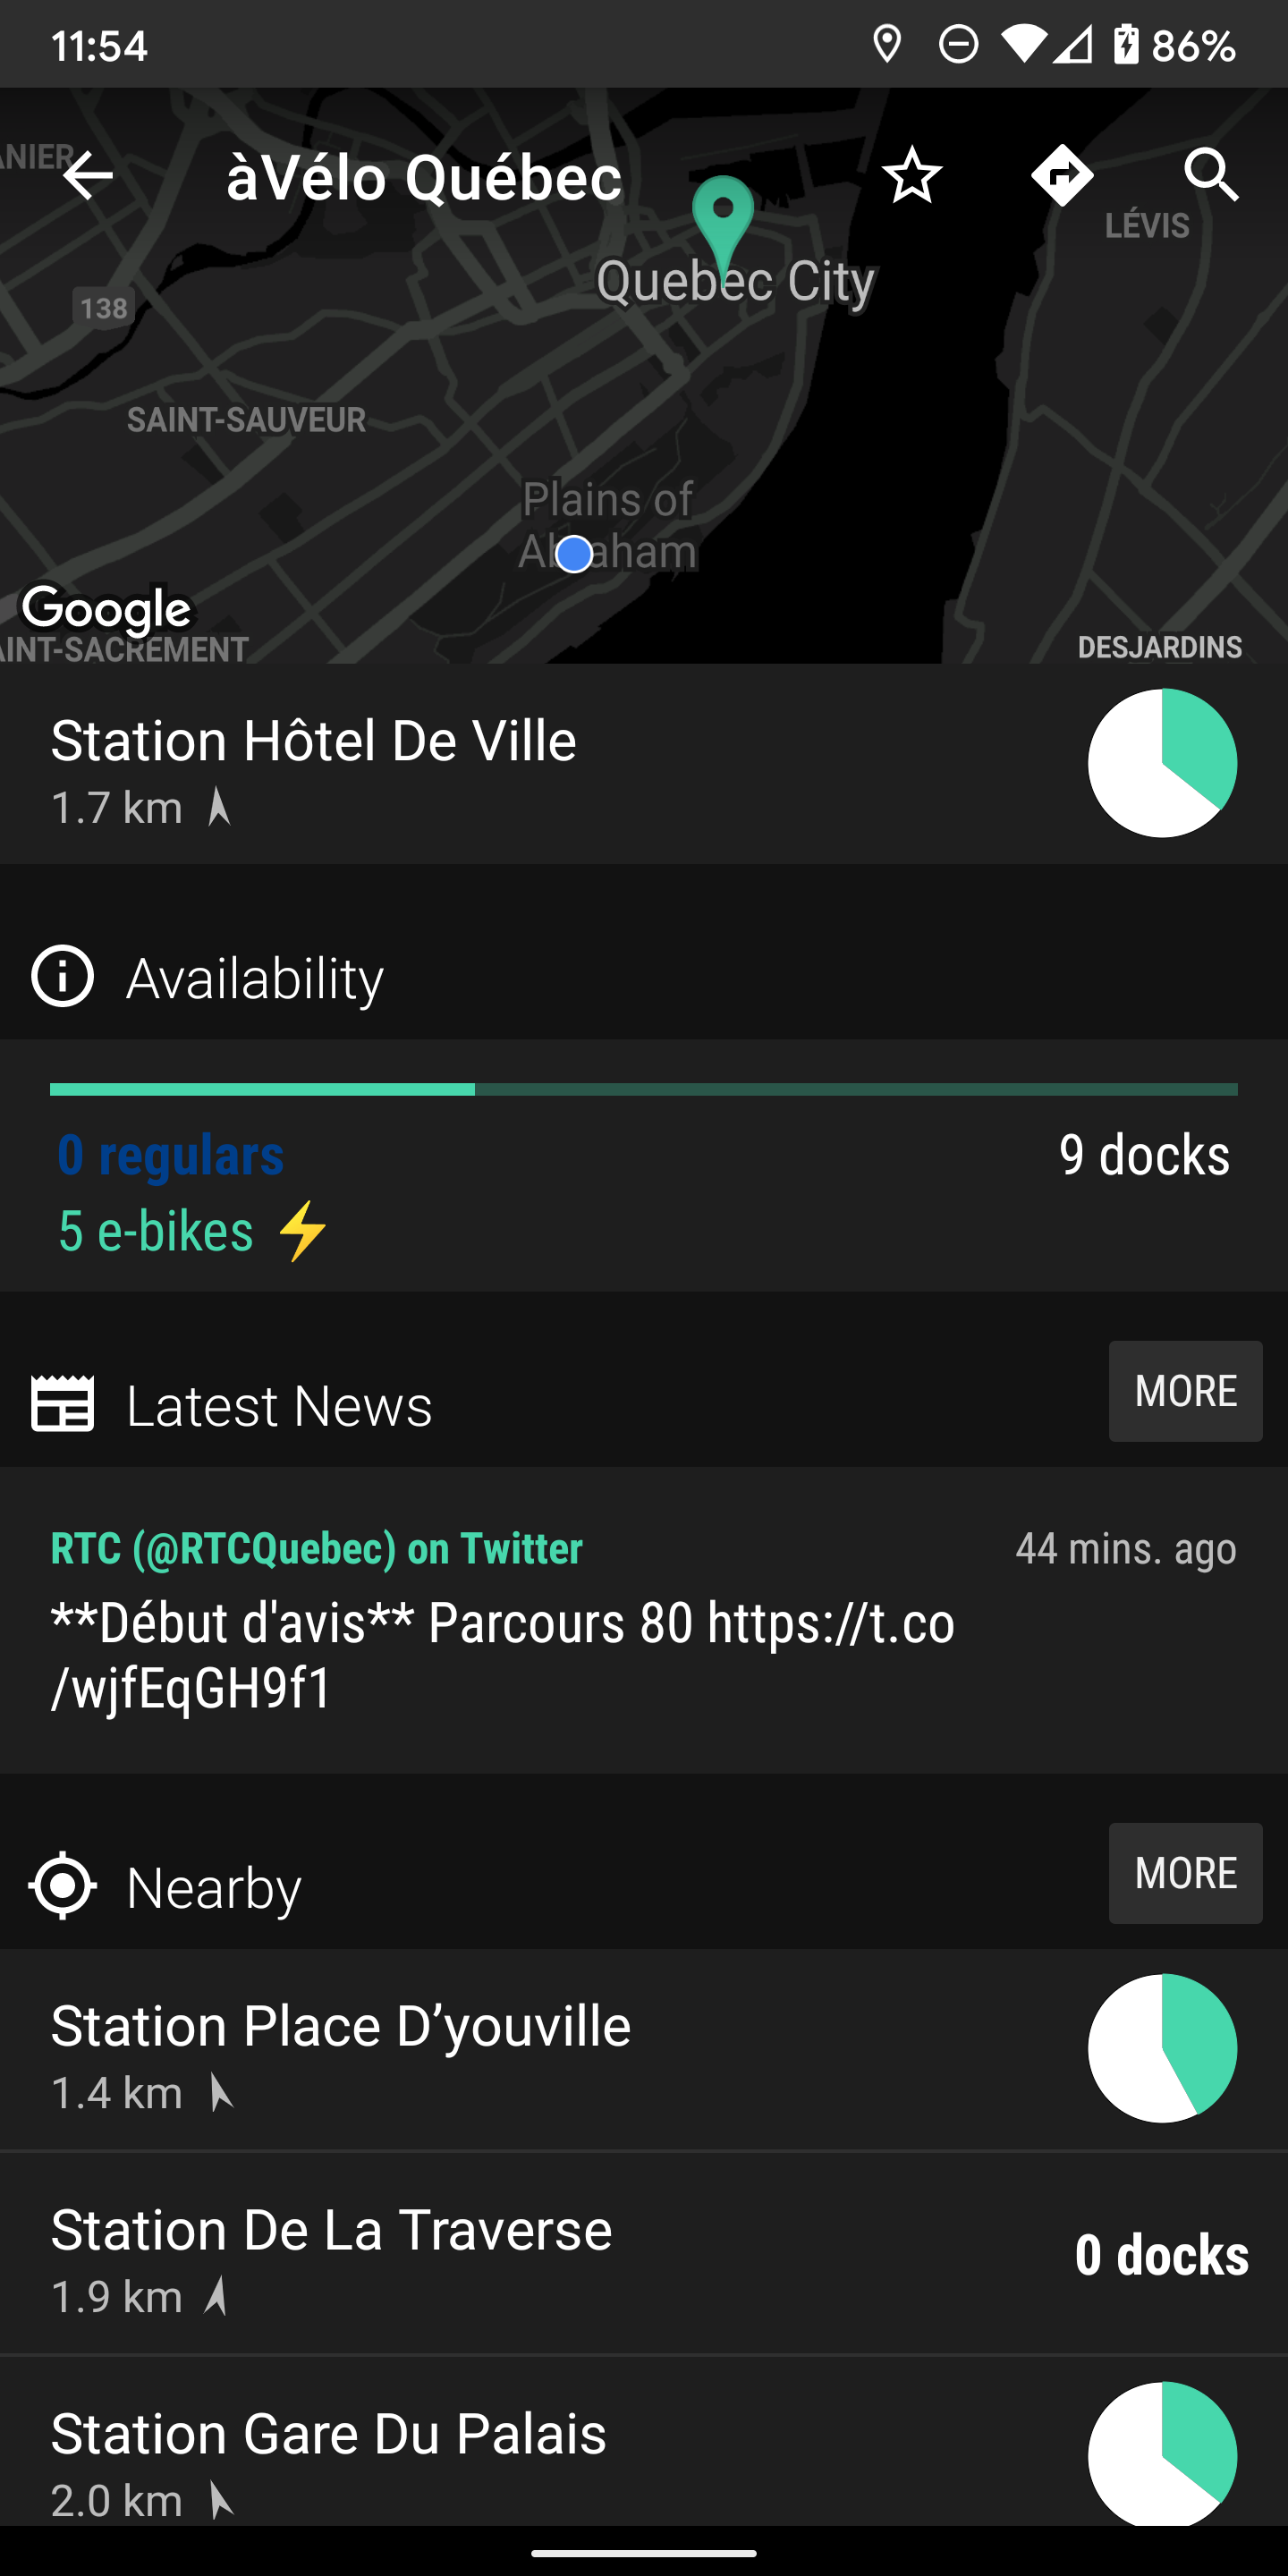 11:54
86%
ANIER
àVélo Québec
LÉVIS
Quebec City
138
SAINT-SAUVEUR
Plains of
Abraham
Google
AINT-SACREMENT
DESJARDINS
Station Hôtel De Ville
1.7 km
Availability
0 regulars
9 docks
5 e-bikes ⚡
Latest News
MORE
RTC (@RTCQuebec) on Twitter
44 mins. ago
**Début d'avis** Parcours 80 https://t.co
/wjfEqGH9f1
Nearby
MORE
Station Place D’youville
1.4 km
Station De La Traverse
1.9 km
0 docks
Station Gare Du Palais
2.0 km